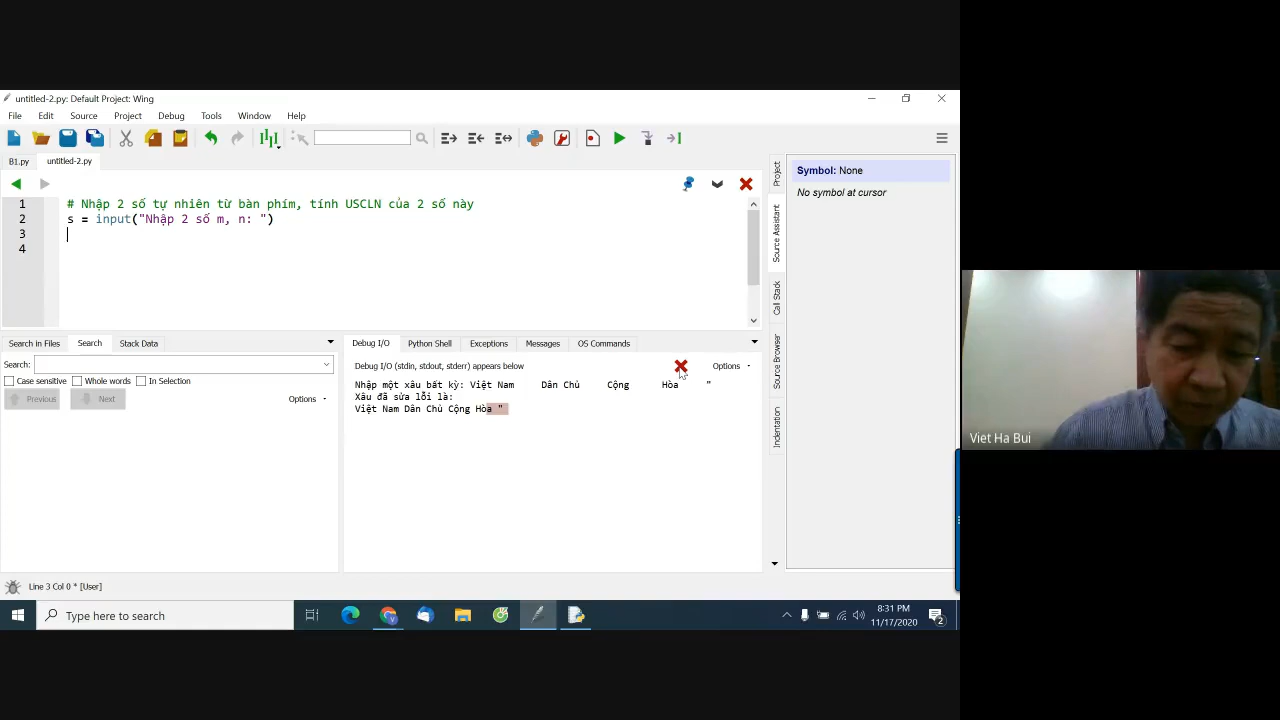 untitled-2.py: Default Project: Wing
File Edit Source Project Debug Tools Window Help
B1.py untitled-2.py
1 # Nhập 2 số tự nhiên từ bàn phím, tính USCLN của 2 số này
2 s = input("Nhập 2 số m, n: ")
3
4
Project
Source Assistant
Call Stack
Source Browser
Indentation
Symbol: None
No symbol at cursor
Search in Files Search Stack Data
Search:
Case sensitive Whole words In Selection
Previous Next Options
Debug I/O Python Shell Exceptions Messages OS Commands
Debug I/O (stdin, stdout, stderr) appears below Options
Nhập một xâu bất kỳ: Việt Nam Dân Chủ Cộng Hòa "
Xâu đã sửa lỗi là:
Việt Nam Dân Chủ Cộng Hòa "
Line 3 Col 0 * [User]
Type here to search
8:31 PM
11/17/2020
2
Viet Ha Bui